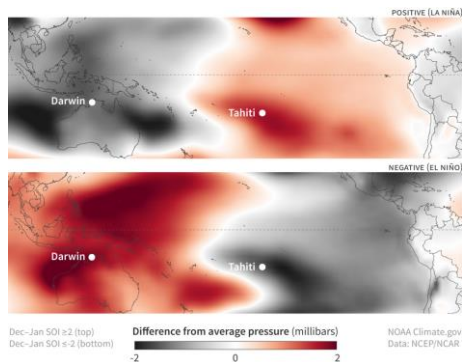 POSITIVE (LA NIÑA)
Darwin
Tahiti
NEGATIVE (EL NIÑO)
Darwin
Tahiti
Dec–Jan SOI ≥2 (top)
Dec–Jan SOI ≤-2 (bottom)
Difference from average pressure (millibars)
-2 0 2
NOAA Climate.gov
Data: NCEP/NCAR